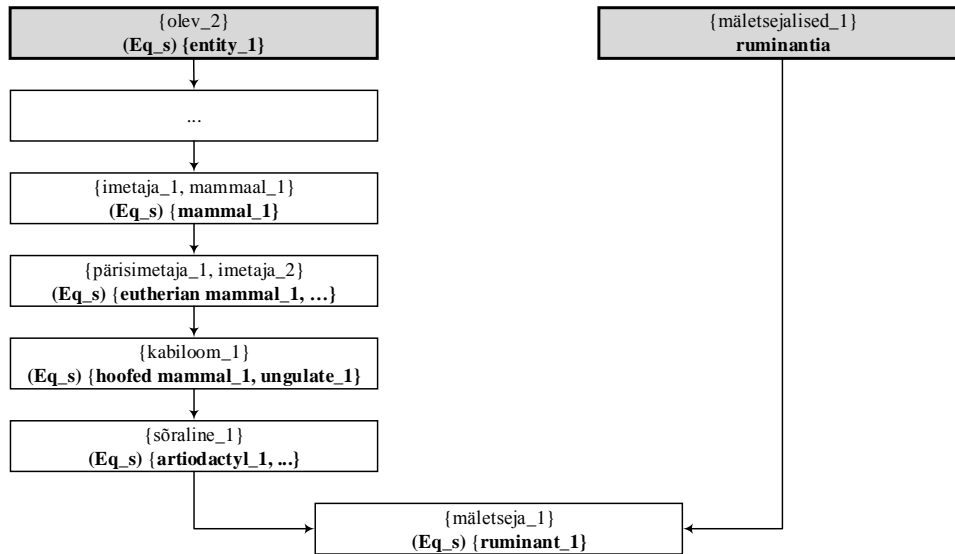 {olev_2}
(Eq_s) {entity_1}
{mäletsejalised_1}
ruminantia
...
{imetaja_1, mammaal_1}
(Eq_s) {mammal_1}
{pärisimetaja_1, imetaja_2}
(Eq_s) {eutherian mammal_1, …}
{kabiloom_1}
(Eq_s) {hoofed mammal_1, ungulate_1}
{sõraline_1}
(Eq_s) {artiodactyl_1, ...}
{mäletseja_1}
(Eq_s) {ruminant_1}